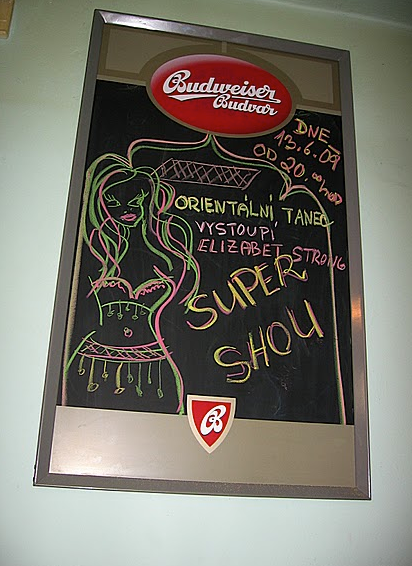 Budweiser
Budvar
DNE
13.6.09
OD 20.00 HOD
ORIENTÁLNÍ TANEC
VYSTOUPÍ
ELIZABET STRONG
SUPER
SHOU
B